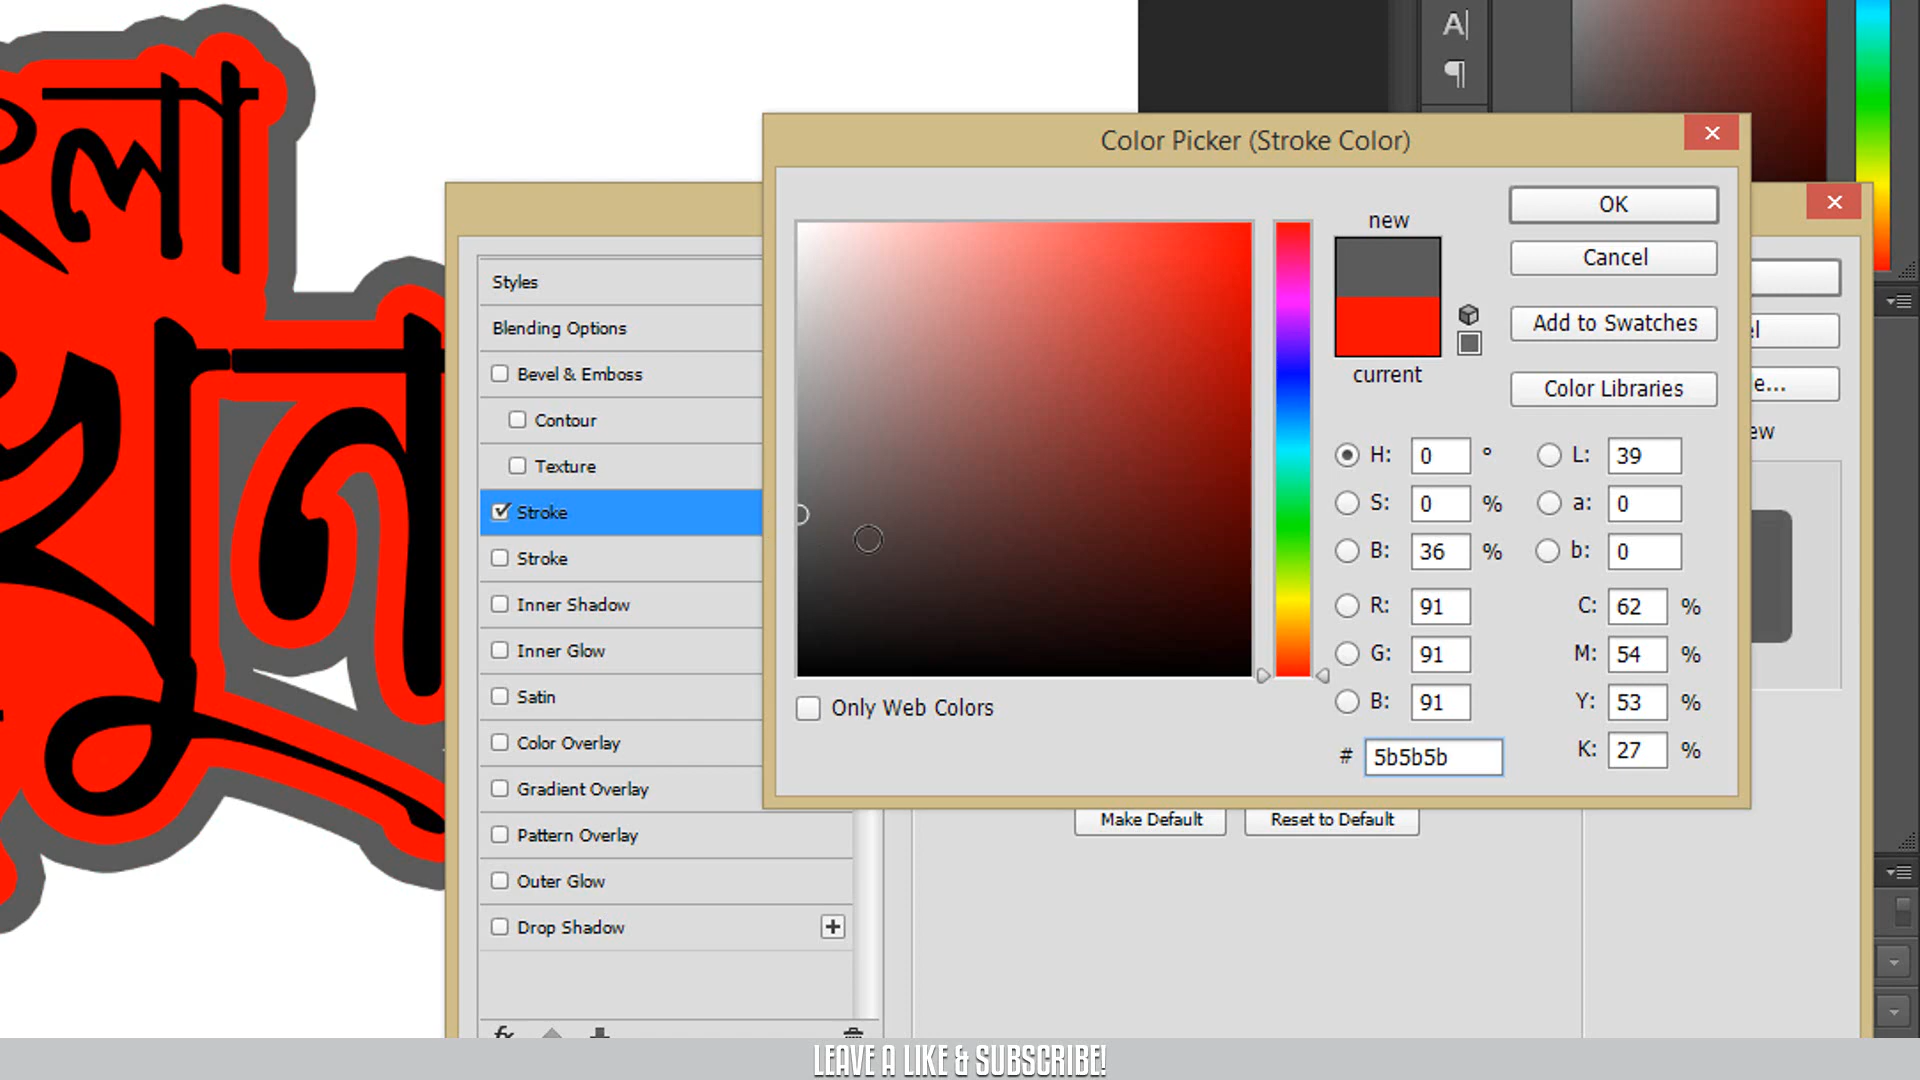 লা
A|
¶
Color Picker (Stroke Color)
new
current
OK
Cancel
Add to Swatches
Color Libraries
H: 0 °
S: 0 %
B: 36 %
R: 91
G: 91
B: 91
# 5b5b5b
L: 39
a: 0
b: 0
C: 62 %
M: 54 %
Y: 53 %
K: 27 %
Only Web Colors
Styles
Blending Options
Bevel & Emboss
Contour
Texture
Stroke
Stroke
Inner Shadow
Inner Glow
Satin
Color Overlay
Gradient Overlay
Pattern Overlay
Outer Glow
Drop Shadow
Make Default
Reset to Default
fx
LEAVE A LIKE & SUBSCRIBE!